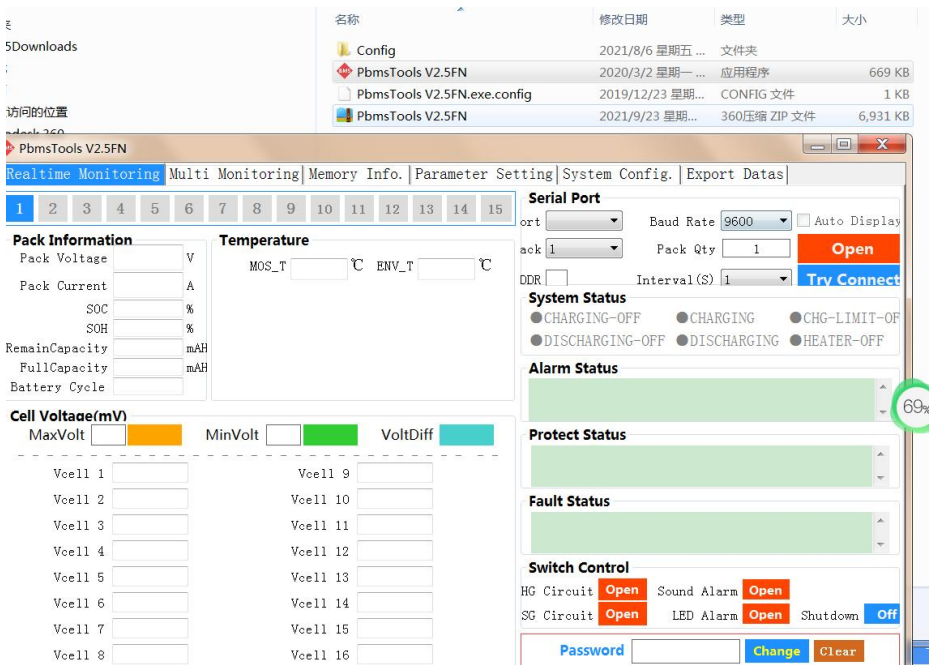 名称 修改日期 类型 大小
5Downloads
Config 2021/8/6 星期五 ... 文件夹
PbmsTools V2.5FN 2020/3/2 星期一 ... 应用程序 669 KB
PbmsTools V2.5FN.exe.config 2019/12/23 星期... CONFIG 文件 1 KB
访问的位置
PbmsTools V2.5FN 2021/9/23 星期... 360压缩 ZIP 文件 6,931 KB
PbmsTools V2.5FN
Realtime Monitoring Multi Monitoring Memory Info. Parameter Setting System Config. Export Datas
1 2 3 4 5 6 7 8 9 10 11 12 13 14 15
Serial Port
ort Baud Rate 9600 Auto Display
ack 1 Pack Qty 1 Open
DDR Interval(S) 1 Try Connect
Pack Information
Pack Voltage V
Pack Current A
SOC %
SOH %
RemainCapacity mAH
FullCapacity mAH
Battery Cycle
Temperature
MOS_T ℃ ENV_T ℃
System Status
CHARGING-OFF CHARGING CHG-LIMIT-OF
DISCHARGING-OFF DISCHARGING HEATER-OFF
Alarm Status
69%
Cell Voltage(mV)
MaxVolt MinVolt VoltDiff
Vcell 1 Vcell 9
Vcell 2 Vcell 10
Vcell 3 Vcell 11
Vcell 4 Vcell 12
Vcell 5 Vcell 13
Vcell 6 Vcell 14
Vcell 7 Vcell 15
Vcell 8 Vcell 16
Protect Status
Fault Status
Switch Control
HG Circuit Open Sound Alarm Open
SG Circuit Open LED Alarm Open Shutdown Off
Password Change Clear